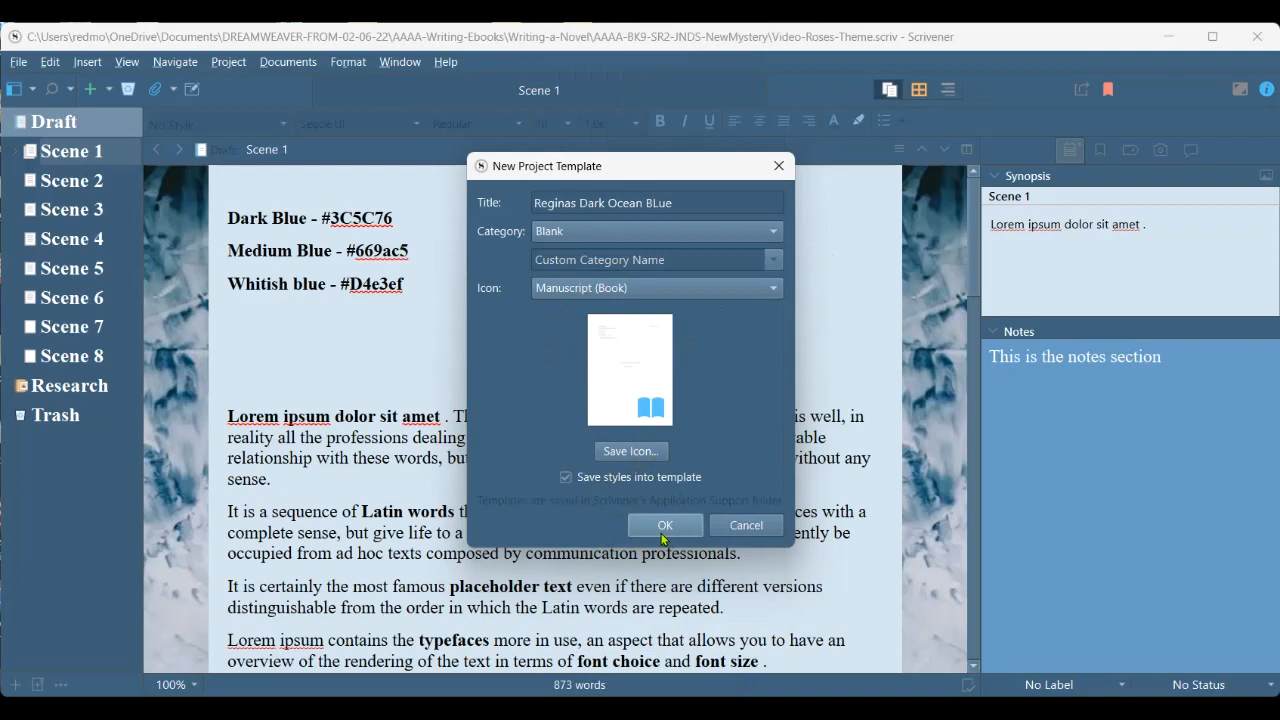 C:\Users\redmo\OneDrive\Documents\DREAMWEAVER-FROM-02-06-22\AAAA-Writing-Ebooks\Writing-a-Novel\AAAA-BK9-SR2-JNDS-NewMystery\Video-Roses-Theme.scriv - Scrivener
File Edit Insert View Navigate Project Documents Format Window Help
Scene 1
No Style Segoe UI Regular 10 1.0x B I U A
Draft
Scene 1
Scene 2
Scene 3
Scene 4
Scene 5
Scene 6
Scene 7
Scene 8
Research
Trash
Draft Scene 1
Dark Blue - #3C5C76
Medium Blue - #669ac5
Whitish blue - #D4e3ef
Lorem ipsum dolor sit amet . is well, in
reality all the professions dealing able
relationship with these words, but ithout any
sense.
It is a sequence of Latin words ces with a
complete sense, but give life to a ently be
occupied from ad hoc texts composed by communication professionals.
It is certainly the most famous placeholder text even if there are different versions
distinguishable from the order in which the Latin words are repeated.
Lorem ipsum contains the typefaces more in use, an aspect that allows you to have an
overview of the rendering of the text in terms of font choice and font size .
New Project Template
Title: Reginas Dark Ocean BLue
Category: Blank
Custom Category Name
Icon: Manuscript (Book)
Save Icon...
Save styles into template
Templates are saved in Scrivener's Application Support folder
OK Cancel
Synopsis
Scene 1
Lorem ipsum dolor sit amet .
Notes
This is the notes section
100% 873 words
No Label No Status